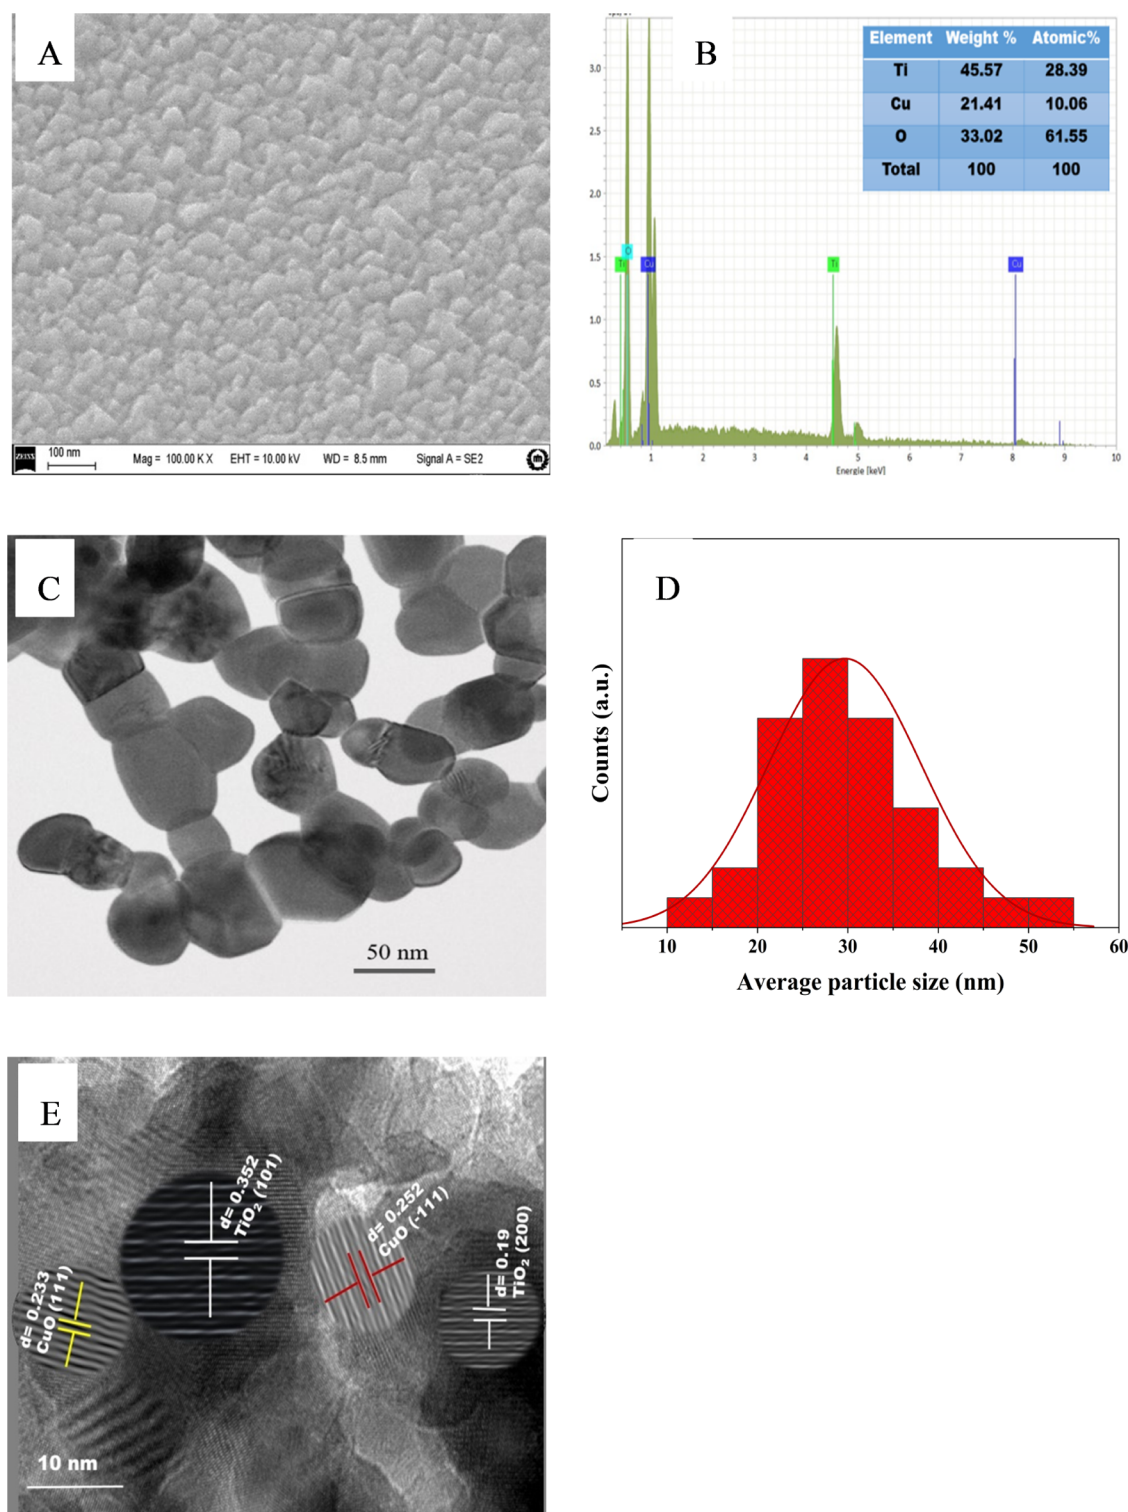 A
ZEISS
100 nm
Mag = 100.00 K X
EHT = 10.00 kV
WD = 8.5 mm
Signal A = SE2
B
Element Weight % Atomic%
Ti 45.57 28.39
Cu 21.41 10.06
O 33.02 61.55
Total 100 100
3.0
2.5
2.0
1.5
1.0
0.5
0.0
Ti
O
Cu
Ti
Cu
1 2 3 4 5 6 7 8 9 10
Energie [keV]
C
50 nm
D
Counts (a.u.)
10 20 30 40 50 60
Average particle size (nm)
E
d= 0.233
CuO (111)
d= 0.352
TiO₂ (101)
d= 0.252
CuO (-111)
d= 0.19
TiO₂ (200)
10 nm